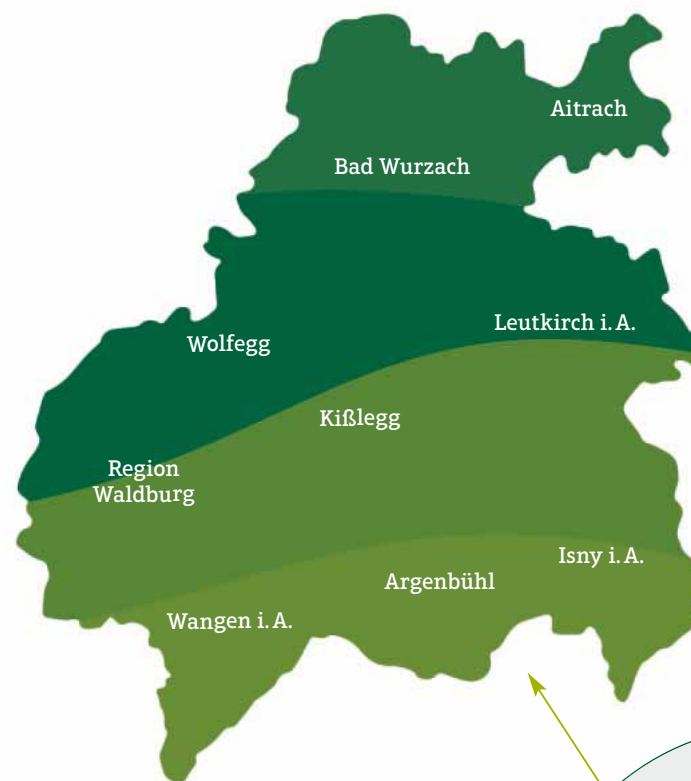 Aitrach
Bad Wurzach
Leutkirch i. A.
Wolfegg
Kißlegg
Region
Waldburg
Isny i. A.
Argenbühl
Wangen i. A.